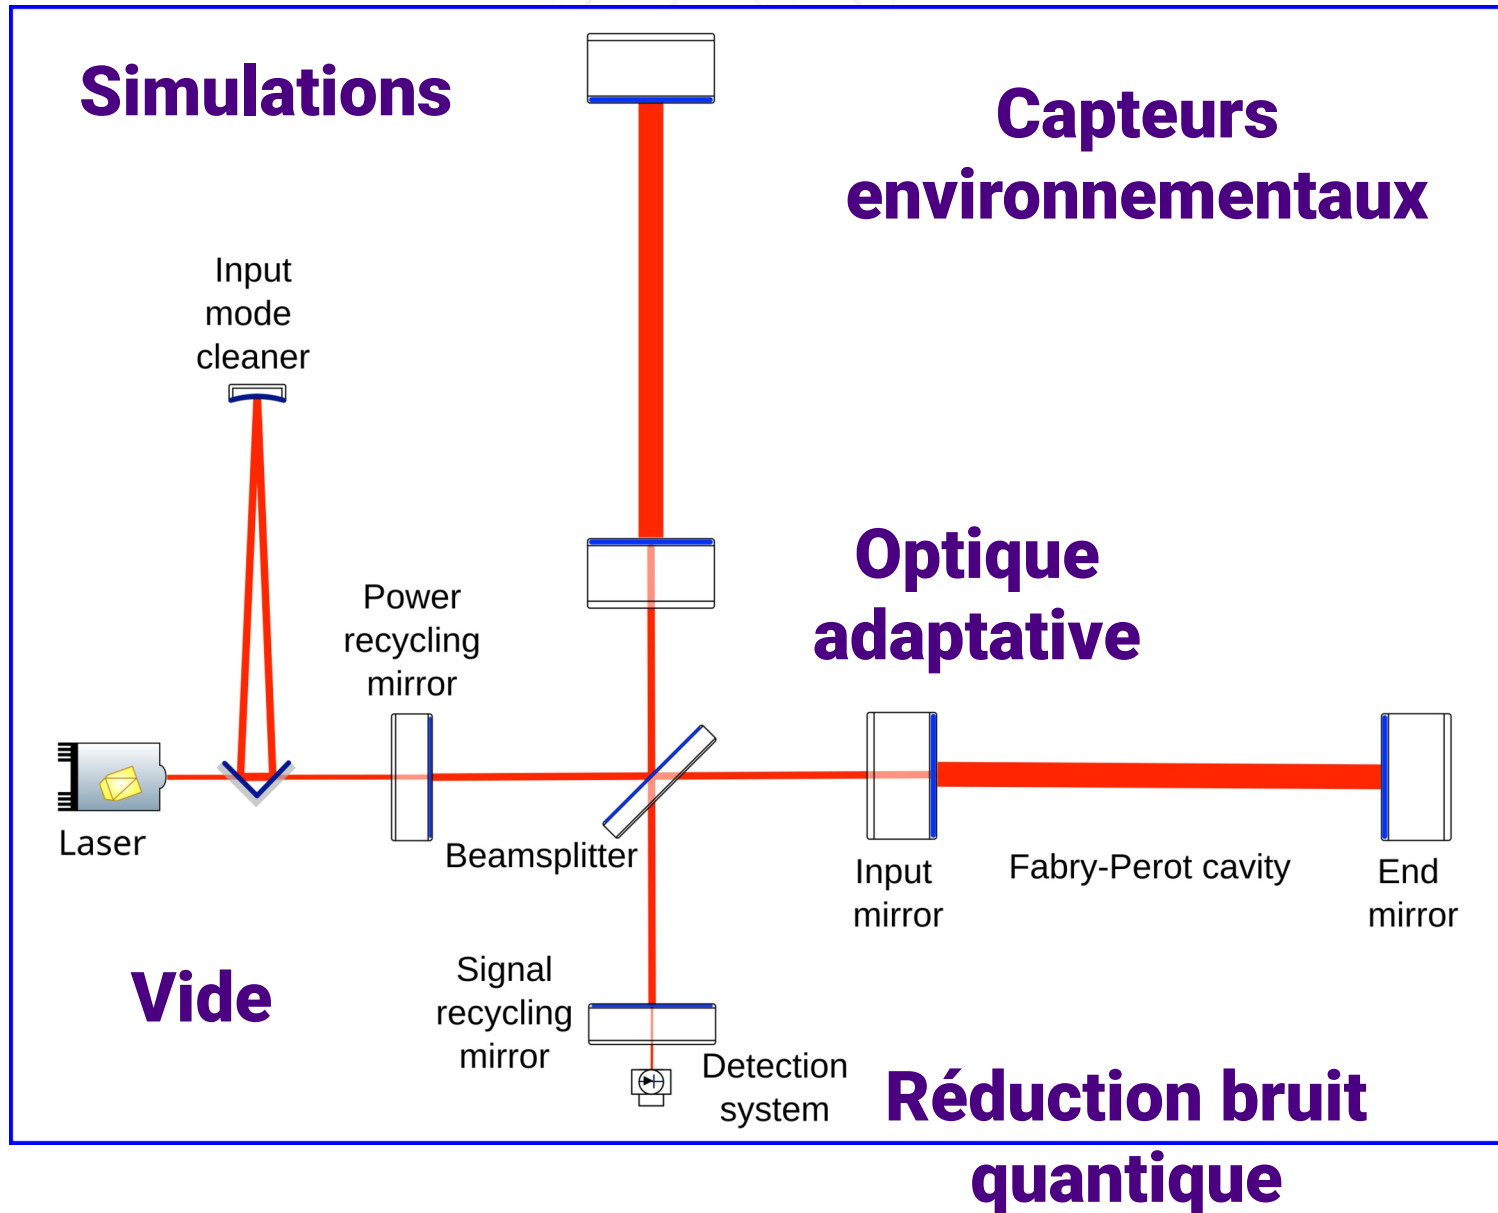 Simulations
Capteurs
environnementaux
Input
mode
cleaner
Optique
adaptative
Power
recycling
mirror
Laser
Beamsplitter
Input
mirror
Fabry-Perot cavity
End
mirror
Vide
Signal
recycling
mirror
Detection
system
Réduction bruit
quantique